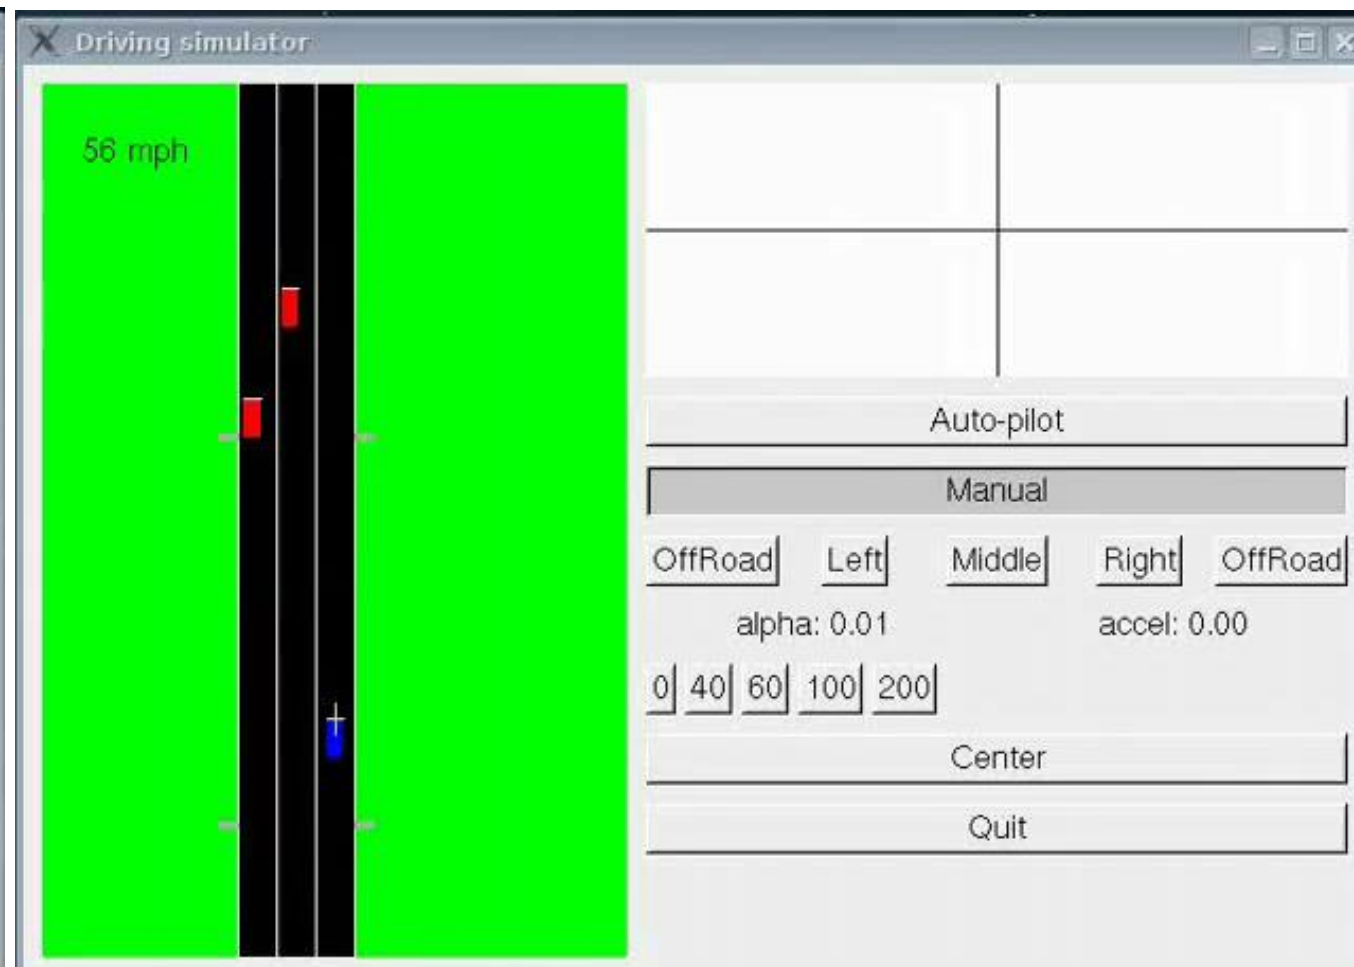 Driving simulator
56 mph
Auto-pilot
Manual
OffRoad Left Middle Right OffRoad
alpha: 0.01 accel: 0.00
0 40 60 100 200
Center
Quit